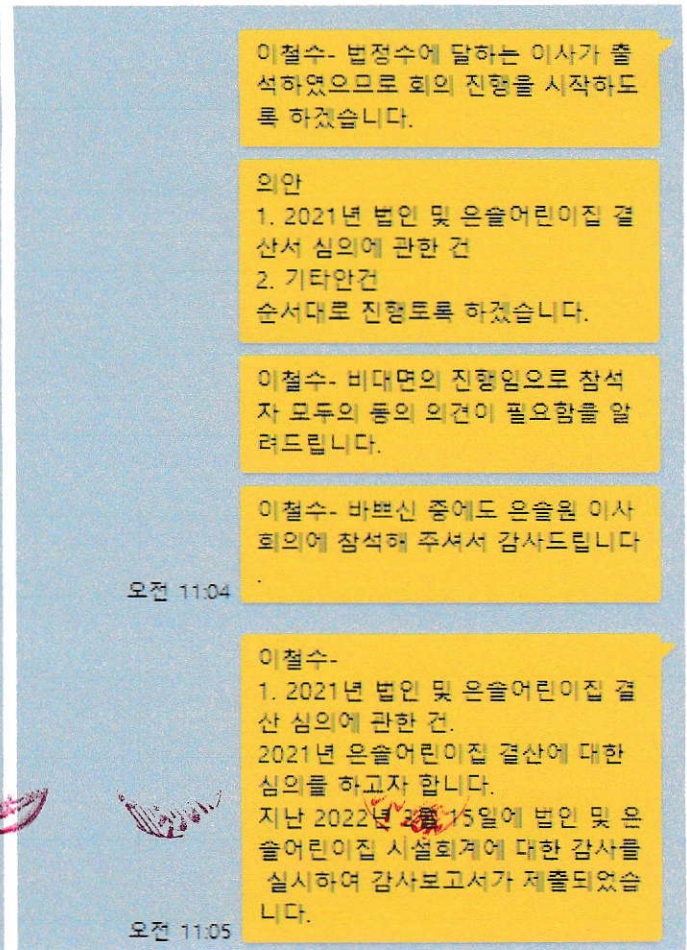 이철수- 법정수에 달하는 이사가 출
석하였으므로 회의 진행을 시작하도
록 하겠습니다.
의안
1. 2021년 법인 및 은솔어린이집 결
산서 심의에 관한 건
2. 기타안건
순서대로 진행토록 하겠습니다.
이철수- 비대면의 진행임으로 참석
자 모두의 동의 의견이 필요함을 알
려드립니다.
이철수- 바쁘신 중에도 은솔원 이사
회의에 참석해 주셔서 감사드립니다
.
오전 11:04
이철수-
1. 2021년 법인 및 은솔어린이집 결
산 심의에 관한 건.
2021년 은솔어린이집 결산에 대한
심의를 하고자 합니다.
지난 2022년 2월 15일에 법인 및 은
솔어린이집 시설회계에 대한 감사를
실시하여 감사보고서가 제출되었습
니다.
오전 11:05